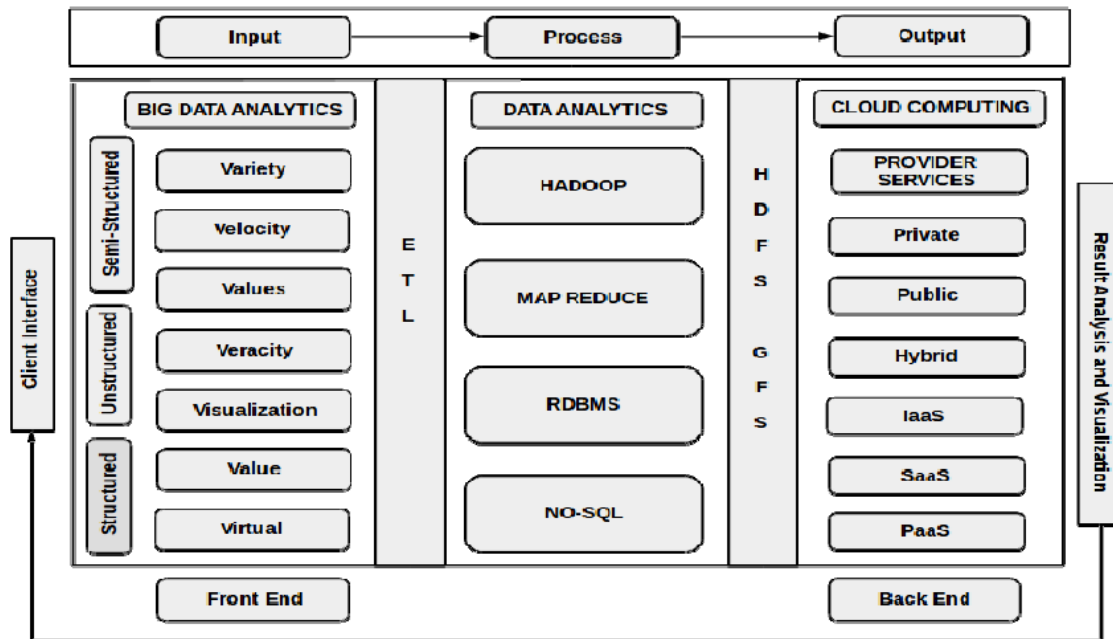 Input
Process
Output
BIG DATA ANALYTICS
DATA ANALYTICS
CLOUD COMPUTING
Client Interface
Semi-Structured
Unstructured
Structured
Variety
Velocity
Values
Veracity
Visualization
Value
Virtual
E
T
L
HADOOP
MAP REDUCE
RDBMS
NO-SQL
H
D
F
S
G
F
S
PROVIDER
SERVICES
Private
Public
Hybrid
IaaS
SaaS
PaaS
Result Analysis and Visualization
Front End
Back End